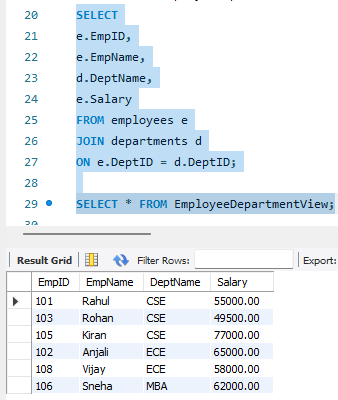 20 SELECT
21 e.EmpID,
22 e.EmpName,
23 d.DeptName,
24 e.Salary
25 FROM employees e
26 JOIN departments d
27 ON e.DeptID = d.DeptID;
28
29 SELECT * FROM EmployeeDepartmentView;
Result Grid Filter Rows: Export:
EmpID EmpName DeptName Salary
101 Rahul CSE 55000.00
103 Rohan CSE 49500.00
105 Kiran CSE 77000.00
102 Anjali ECE 65000.00
108 Vijay ECE 58000.00
106 Sneha MBA 62000.00